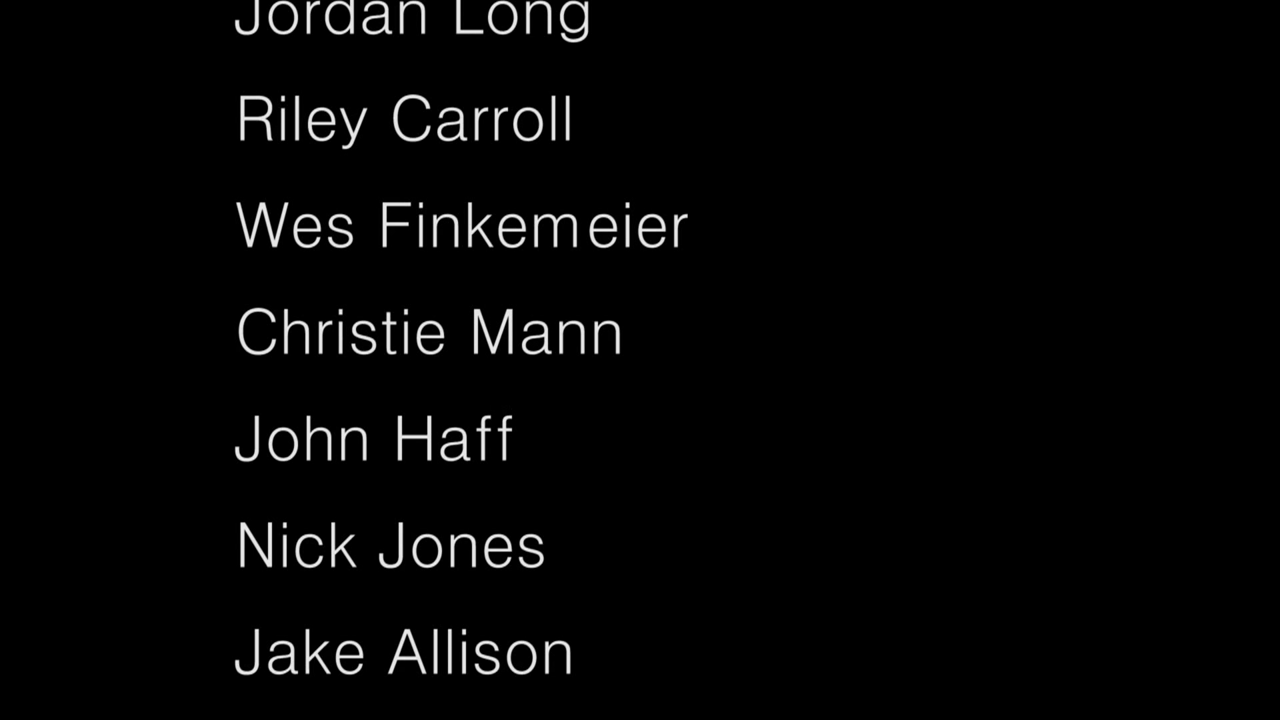 Jordan Long
Riley Carroll
Wes Finkemeier
Christie Mann
John Haff
Nick Jones
Jake Allison